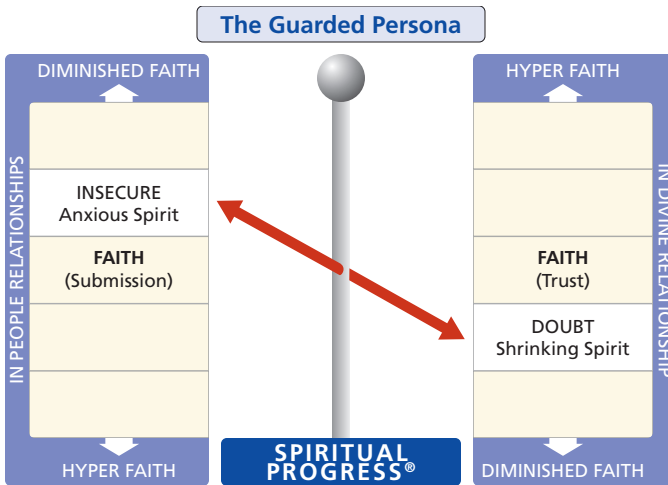 The Guarded Persona
DIMINISHED FAITH
IN PEOPLE RELATIONSHIPS
INSECURE
Anxious Spirit
FAITH
(Submission)
HYPER FAITH
SPIRITUAL
PROGRESS®
HYPER FAITH
IN DIVINE RELATIONSHIP
FAITH
(Trust)
DOUBT
Shrinking Spirit
DIMINISHED FAITH